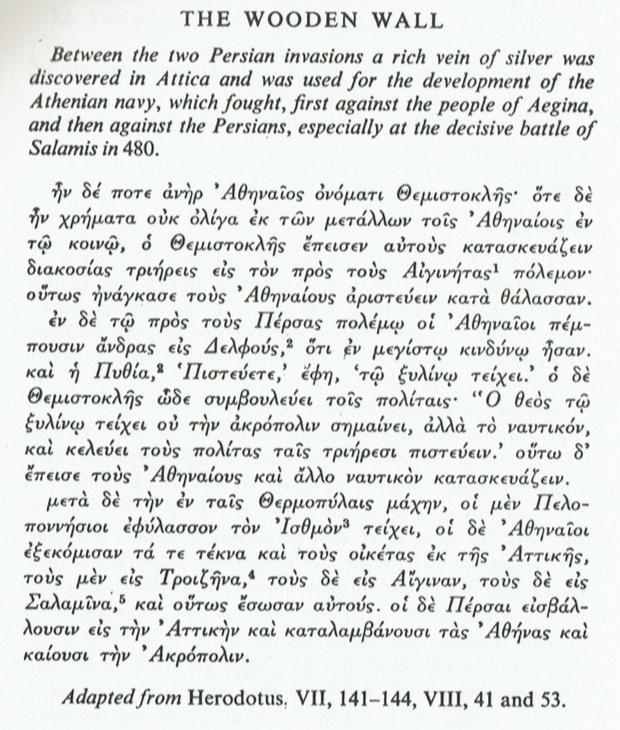 THE WOODEN WALL
Between the two Persian invasions a rich vein of silver was
discovered in Attica and was used for the development of the
Athenian navy, which fought, first against the people of Aegina,
and then against the Persians, especially at the decisive battle of
Salamis in 480.
ἦν δέ ποτε ἀνὴρ Ἀθηναῖος ὀνόματι Θεμιστοκλῆς· ὅτε δὲ
ἦν χρήματα οὐκ ὀλίγα ἐκ τῶν μετάλλων τοῖς Ἀθηναίοις ἐν
τῷ κοινῷ, ὁ Θεμιστοκλῆς ἔπεισεν αὐτοὺς κατασκευάζειν
διακοσίας τριήρεις εἰς τὸν πρὸς τοὺς Αἰγινήτας¹ πόλεμον·
οὕτως ἠνάγκασε τοὺς Ἀθηναίους ἀριστεύειν κατὰ θάλασσαν.
ἐν δὲ τῷ πρὸς τοὺς Πέρσας πολέμῳ οἱ Ἀθηναῖοι πέμ-
πουσιν ἄνδρας εἰς Δελφούς,² ὅτι ἐν μεγίστῳ κινδύνῳ ἦσαν.
καὶ ἡ Πυθία,² ‘Πιστεύετε,’ ἔφη, ‘τῷ ξυλίνῳ τείχει.’ ὁ δὲ
Θεμιστοκλῆς ὧδε συμβουλεύει τοῖς πολίταις· ‘Ὁ θεὸς τῷ
ξυλίνῳ τείχει οὐ τὴν ἀκρόπολιν σημαίνει, ἀλλὰ τὸ ναυτικόν,
καὶ κελεύει τοὺς πολίτας ταῖς τριήρεσι πιστεύειν.’ οὕτω δ’
ἔπεισε τοὺς Ἀθηναίους καὶ ἄλλο ναυτικὸν κατασκευάζειν.
μετὰ δὲ τὴν ἐν ταῖς Θερμοπύλαις μάχην, οἱ μὲν Πελο-
ποννήσιοι ἐφύλασσον τὸν Ἰσθμὸν³ τείχει, οἱ δὲ Ἀθηναῖοι
ἐξεκόμισαν τά τε τέκνα καὶ τοὺς οἰκέτας ἐκ τῆς Ἀττικῆς,
τοὺς μὲν εἰς Τροιζῆνα,⁴ τοὺς δὲ εἰς Αἴγιναν, τοὺς δὲ εἰς
Σαλαμῖνα,⁵ καὶ οὕτως ἔσωσαν αὐτούς. οἱ δὲ Πέρσαι εἰσβάλ-
λουσιν εἰς τὴν Ἀττικὴν καὶ καταλαμβάνουσι τὰς Ἀθήνας καὶ
καίουσι τὴν Ἀκρόπολιν.
Adapted from Herodotus, VII, 141–144, VIII, 41 and 53.